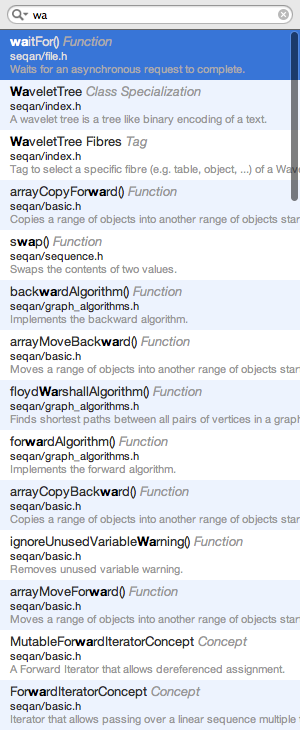 wa
waitFor() Function
seqan/file.h
Waits for an asynchronous request to complete.
WaveletTree Class Specialization
seqan/index.h
A wavelet tree is a tree like binary encoding of a text.
WaveletTree Fibres Tag
seqan/index.h
Tag to select a specific fibre (e.g. table, object, ...) of a Wav
arrayCopyForward() Function
seqan/basic.h
Copies a range of objects into another range of objects star
swap() Function
seqan/sequence.h
Swaps the contents of two values.
backwardAlgorithm() Function
seqan/graph_algorithms.h
Implements the backward algorithm.
arrayMoveBackward() Function
seqan/basic.h
Moves a range of objects into another range of objects star
floydWarshallAlgorithm() Function
seqan/graph_algorithms.h
Finds shortest paths between all pairs of vertices in a graph
forwardAlgorithm() Function
seqan/graph_algorithms.h
Implements the forward algorithm.
arrayCopyBackward() Function
seqan/basic.h
Copies a range of objects into another range of objects star
ignoreUnusedVariableWarning() Function
seqan/basic.h
Removes unused variable warning.
arrayMoveForward() Function
seqan/basic.h
Moves a range of objects into another range of objects star
MutableForwardIteratorConcept Concept
seqan/basic.h
A Forward Iterator that allows dereferenced assignment.
ForwardIteratorConcept Concept
seqan/basic.h
Iterator that allows passing over a linear sequence multiple